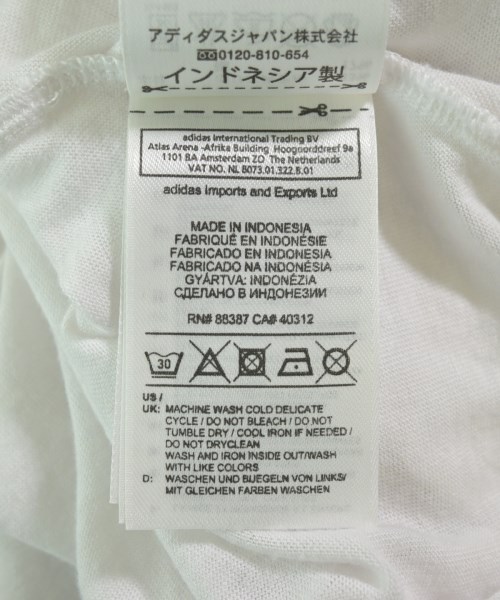 アディダスジャパン株式会社
0120-810-654
インドネシア製
adidas International Trading BV
Atlas Arena -Afrika Building Hoogoorddreef 9a
1101 BA Amsterdam ZO The Netherlands
VAT NO. NL 8073.01.322.B.01
adidas Imports and Exports Ltd
MADE IN INDONESIA
FABRIQUÉ EN INDONÉSIE
FABRICADO EN INDONESIA
FABRICADO NA INDONÉSIA
GYÁRTVA: INDONÉZIA
СДЕЛАНО В ИНДОНЕЗИИ
RN# 88387 CA# 40312
30
US /
UK: MACHINE WASH COLD DELICATE
CYCLE / DO NOT BLEACH / DO NOT
TUMBLE DRY / COOL IRON IF NEEDED /
DO NOT DRYCLEAN
WASH AND IRON INSIDE OUT/WASH
WITH LIKE COLORS
D: WASCHEN UND BUEGELN VON LINKS/
MIT GLEICHEN FARBEN WASCHEN